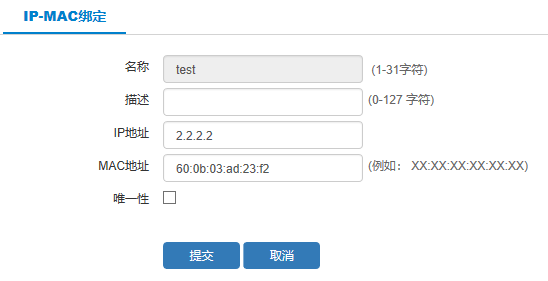 IP-MAC绑定
名称 test (1-31字符)
描述 (0-127 字符)
IP地址 2.2.2.2
MAC地址 60:0b:03:ad:23:f2 (例如： XX:XX:XX:XX:XX:XX)
唯一性
提交 取消